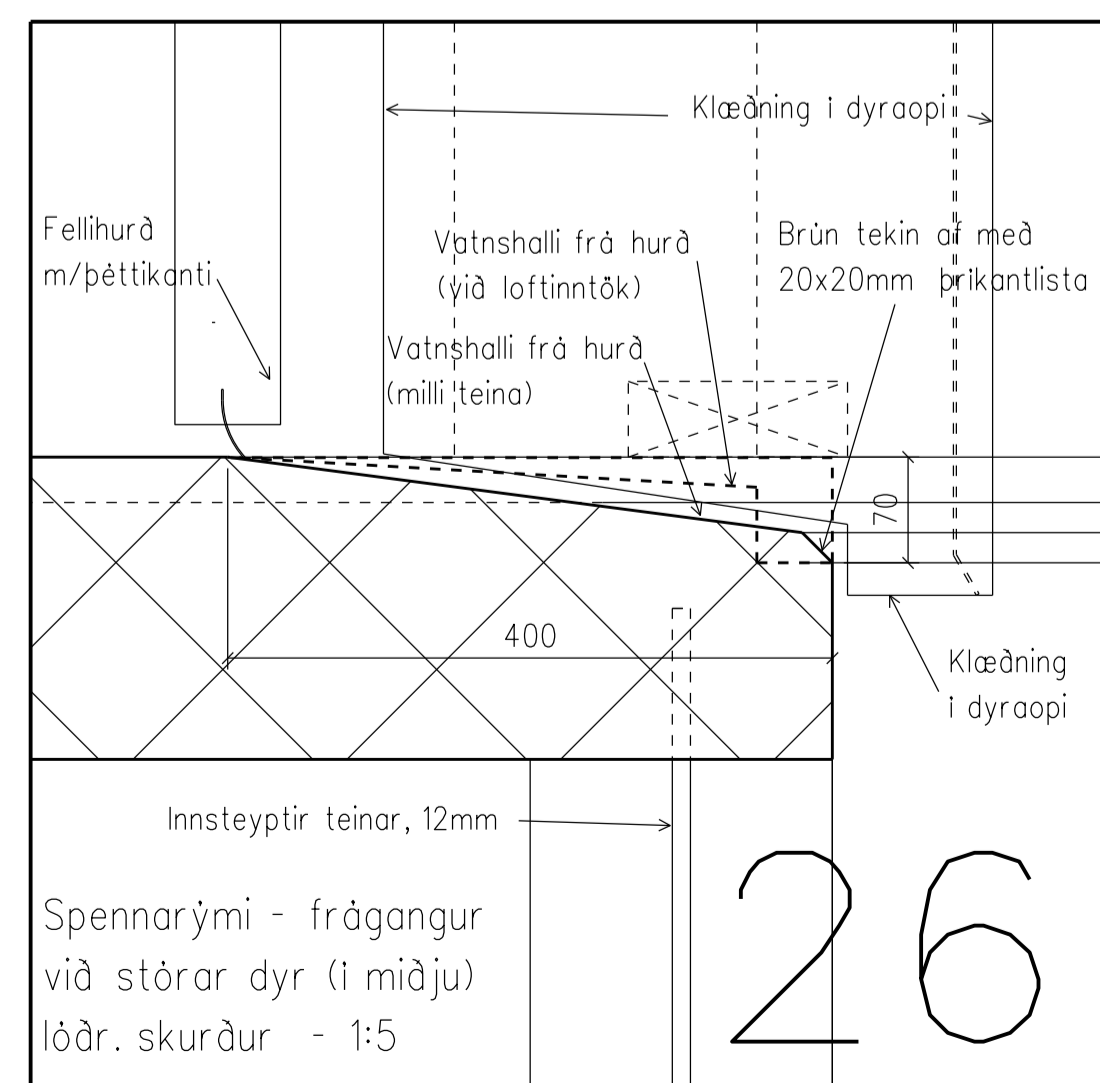 Klæðning í dyraopi
Fellihurð
m/þéttikanti
Vatnshalli frá hurð
(við loftinntök)
Brún tekin af með
20x20mm þríkantlista
Vatnshalli frá hurð
(milli teina)
70
400
Klæðning
í dyraopi
Innsteyptir teinar, 12mm
Spennarými - frágangur
við stórar dyr (í miðju)
lóðr. skurður - 1:5
26